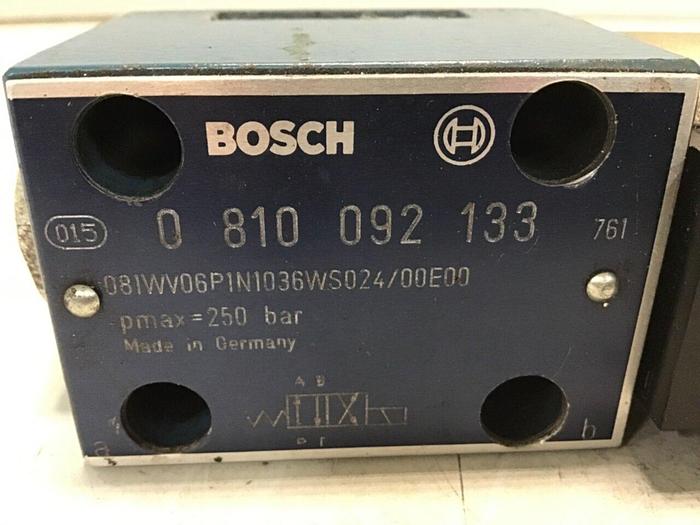 BOSCH
015 0 810 092 133 761
081WV06P1N1036WS024/00E00
pmax=250 bar
Made in Germany
A B
P T
a b